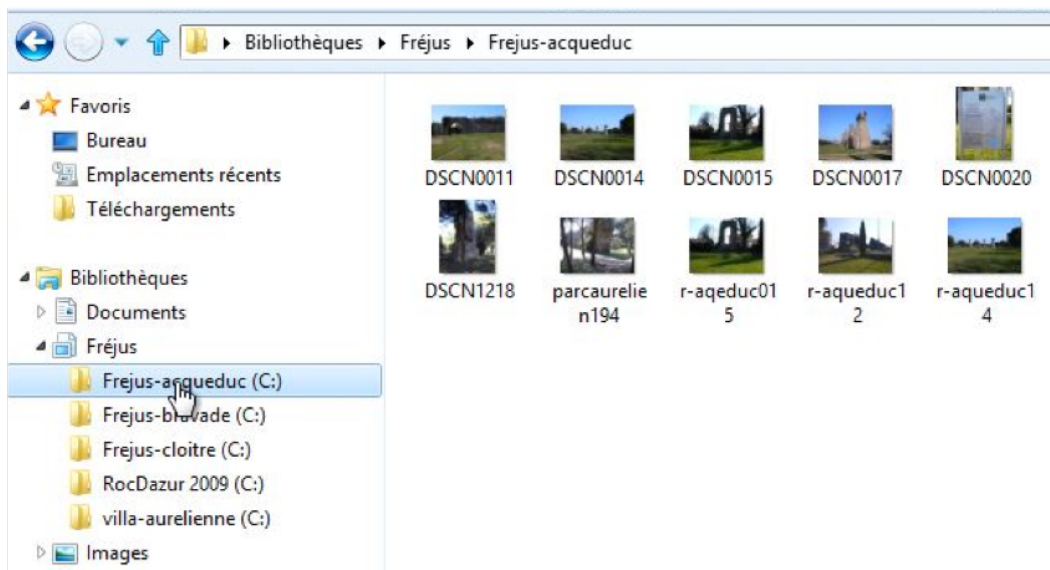 Bibliothèques Fréjus Frejus-acqueduc
Favoris
Bureau
Emplacements récents
Téléchargements
Bibliothèques
Documents
Fréjus
Frejus-acqueduc (C:)
Frejus-bravade (C:)
Frejus-cloitre (C:)
RocDazur 2009 (C:)
villa-aurelienne (C:)
Images
DSCN0011 DSCN0014 DSCN0015 DSCN0017 DSCN0020
DSCN1218 parcaurelie r-aqeduc01 r-aqueduc1 r-aqueduc1
n194 5 2 4